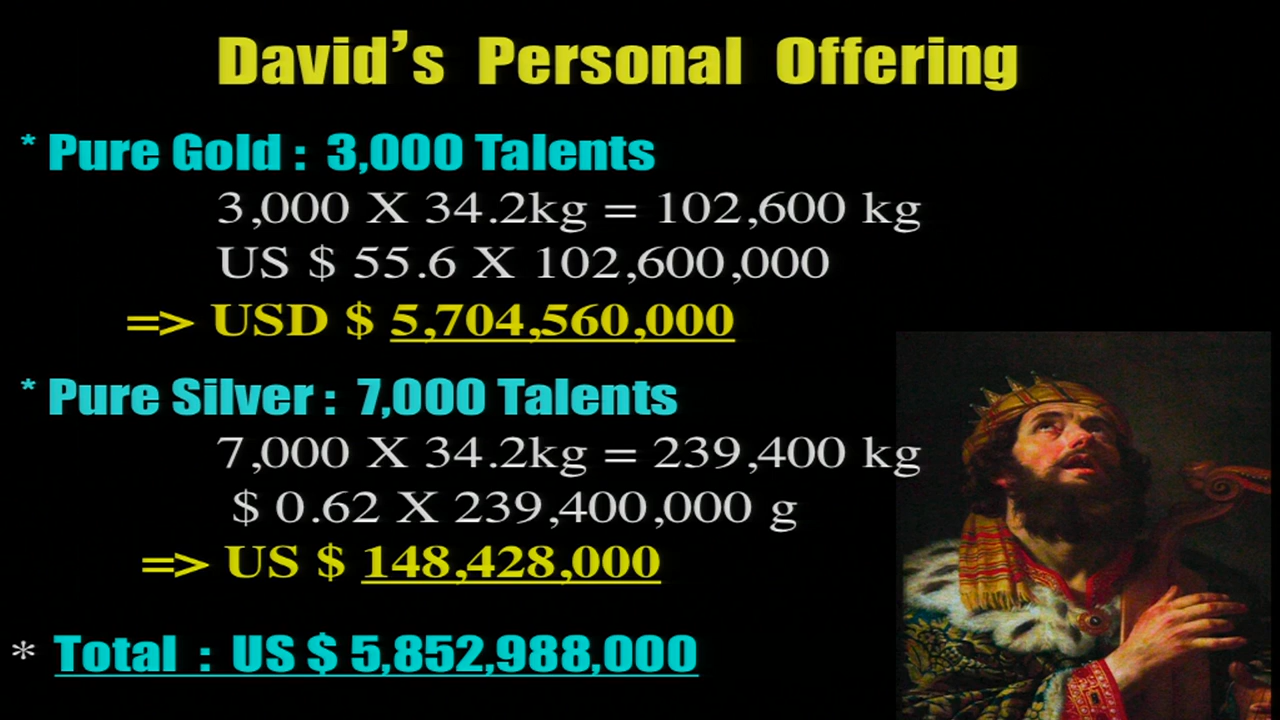 David’s Personal Offering
* Pure Gold : 3,000 Talents
3,000 X 34.2kg = 102,600 kg
US $ 55.6 X 102,600,000
=> USD $ 5,704,560,000
* Pure Silver : 7,000 Talents
7,000 X 34.2kg = 239,400 kg
$ 0.62 X 239,400,000 g
=> US $ 148,428,000
* Total : US $ 5,852,988,000